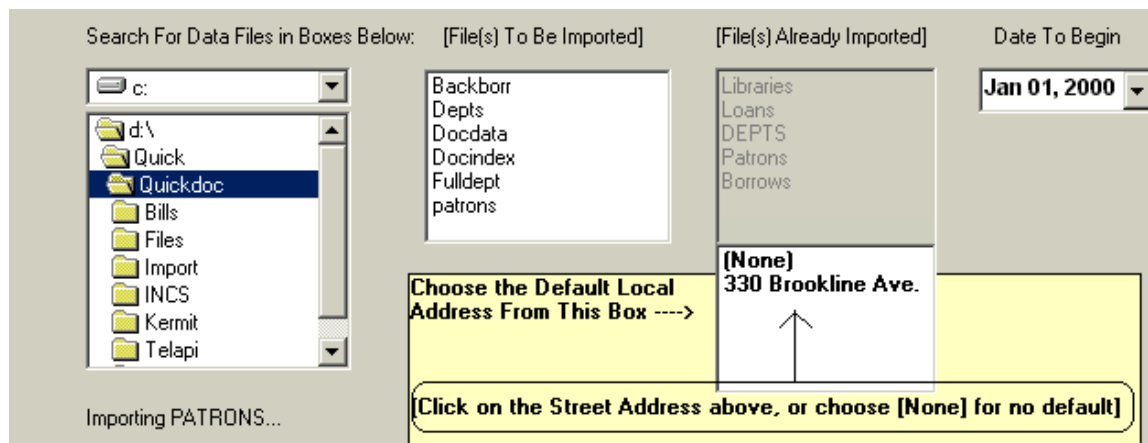 Search For Data Files in Boxes Below:
[File(s) To Be Imported]
[File(s) Already Imported]
Date To Begin
c:
d:\
Quick
Quickdoc
Bills
Files
Import
INCS
Kermit
Telapi
Importing PATRONS...
Backborr
Depts
Docdata
Docindex
Fulldept
patrons
Libraries
Loans
DEPTS
Patrons
Borrows
Jan 01, 2000
(None)
330 Brookline Ave.
Choose the Default Local
Address From This Box ---->
[Click on the Street Address above, or choose [None] for no default]